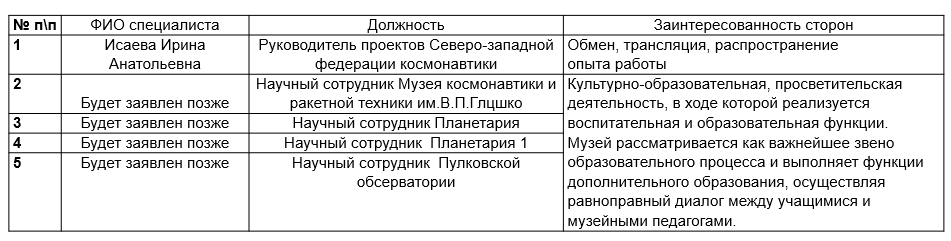 № п\п ФИО специалиста Должность Заинтересованность сторон
1 Исаева Ирина Анатольевна Руководитель проектов Северо-западной федерации космонавтики Обмен, трансляция, распространение опыта работы
2 Будет заявлен позже Научный сотрудник Музея космонавтики и ракетной техники им.В.П.Глцшко
3 Будет заявлен позже Научный сотрудник Планетария
4 Будет заявлен позже Научный сотрудник Планетария 1
5 Будет заявлен позже Научный сотрудник Пулковской обсерватории
Культурно-образовательная, просветительская
деятельность, в ходе которой реализуется
воспитательная и образовательная функции.
Музей рассматривается как важнейшее звено
образовательного процесса и выполняет функции
дополнительного образования, осуществляя
равноправный диалог между учащимися и
музейными педагогами.